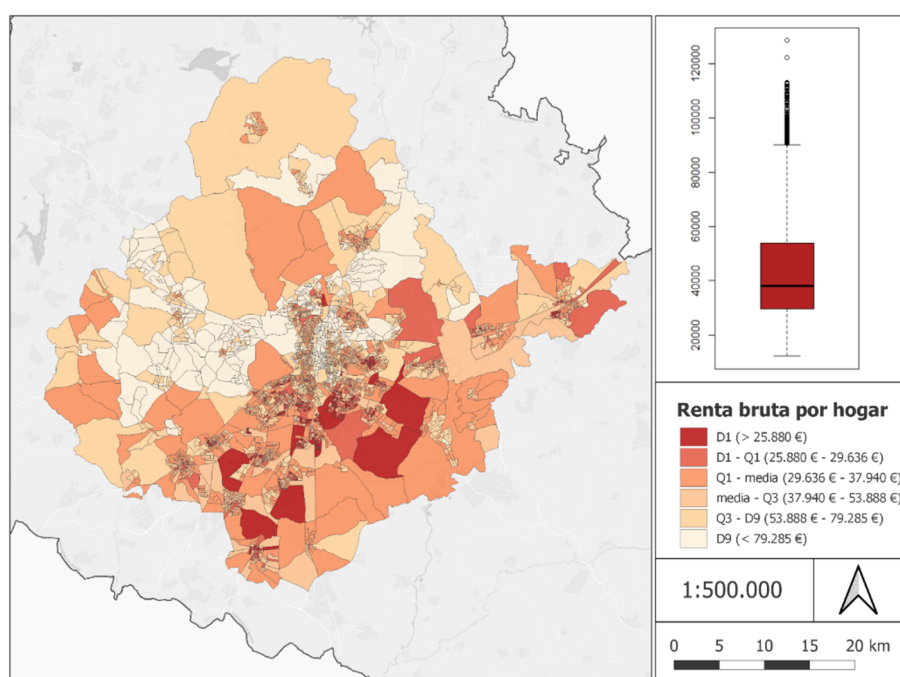 120000
100000
80000
60000
40000
20000
Renta bruta por hogar
D1 (> 25.880 €)
D1 - Q1 (25.880 € - 29.636 €)
Q1 - media (29.636 € - 37.940 €)
media - Q3 (37.940 € - 53.888 €)
Q3 - D9 (53.888 € - 79.285 €)
D9 (< 79.285 €)
1:500.000
0 5 10 15 20 km